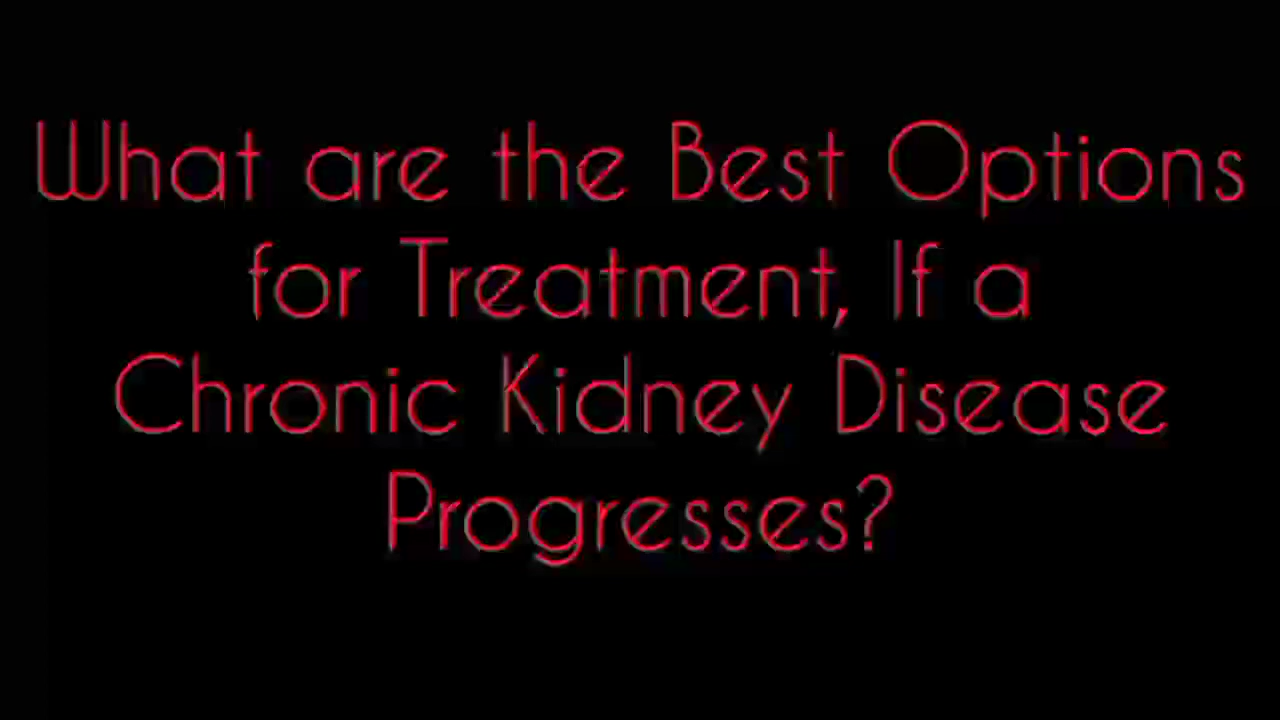 What are the Best Options
for Treatment, If a
Chronic Kidney Disease
Progresses?